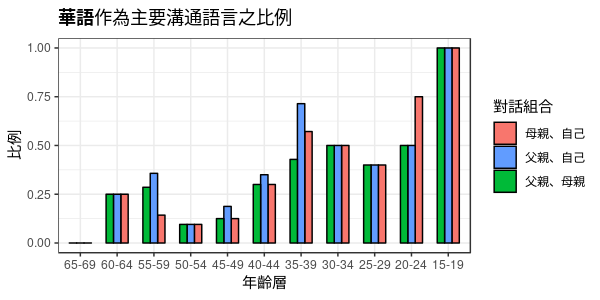 華語作為主要溝通語言之比例
比例
1.00
0.75
0.50
0.25
0.00
65-69 60-64 55-59 50-54 45-49 40-44 35-39 30-34 25-29 20-24 15-19
年齡層
對話組合
母親、自己
父親、自己
父親、母親